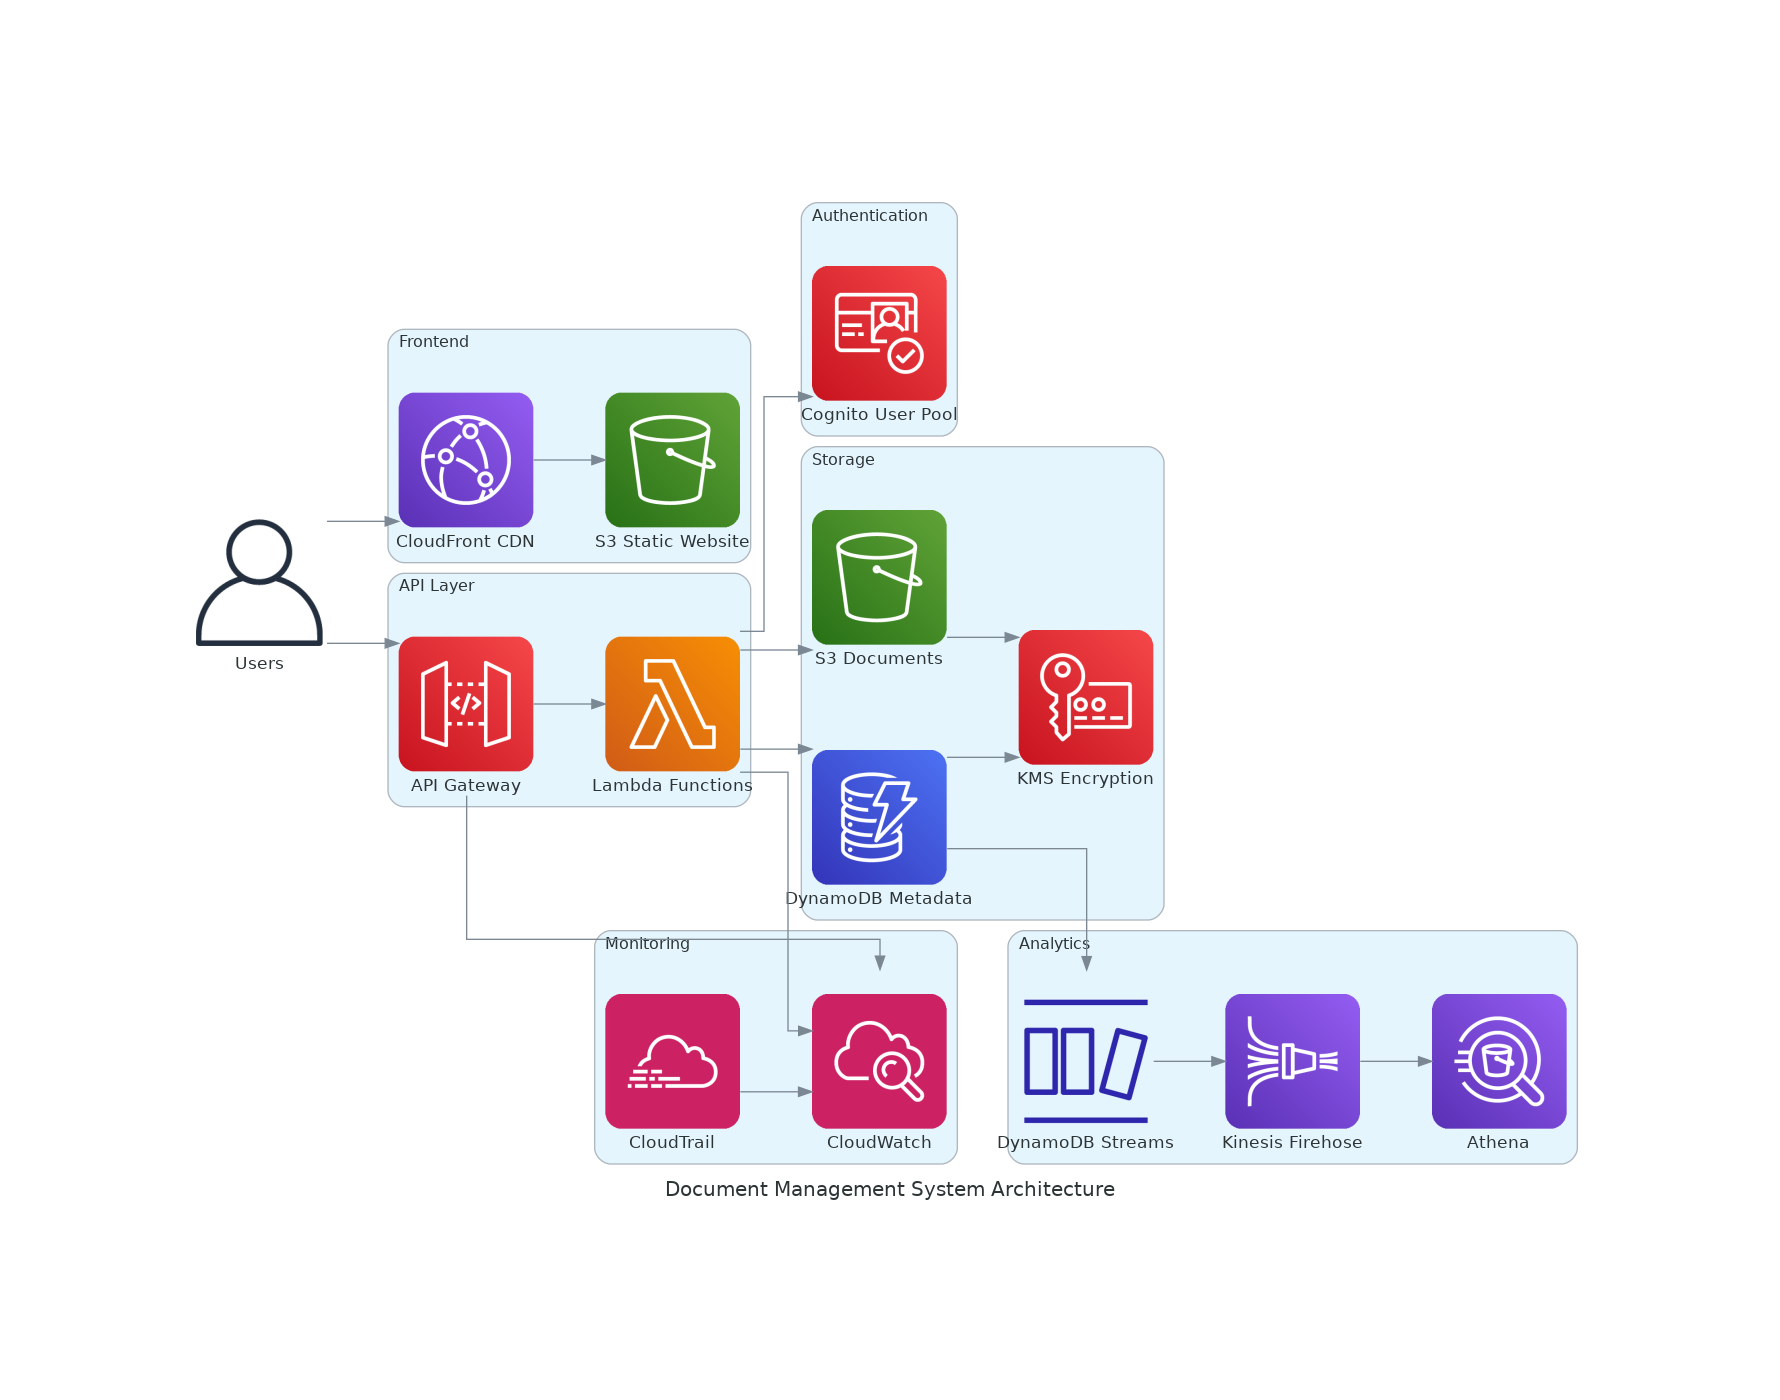 Authentication
Cognito User Pool
Frontend
CloudFront CDN
S3 Static Website
Users
API Layer
API Gateway
Lambda Functions
Storage
S3 Documents
KMS Encryption
DynamoDB Metadata
Monitoring
CloudTrail
CloudWatch
Analytics
DynamoDB Streams
Kinesis Firehose
Athena
Document Management System Architecture